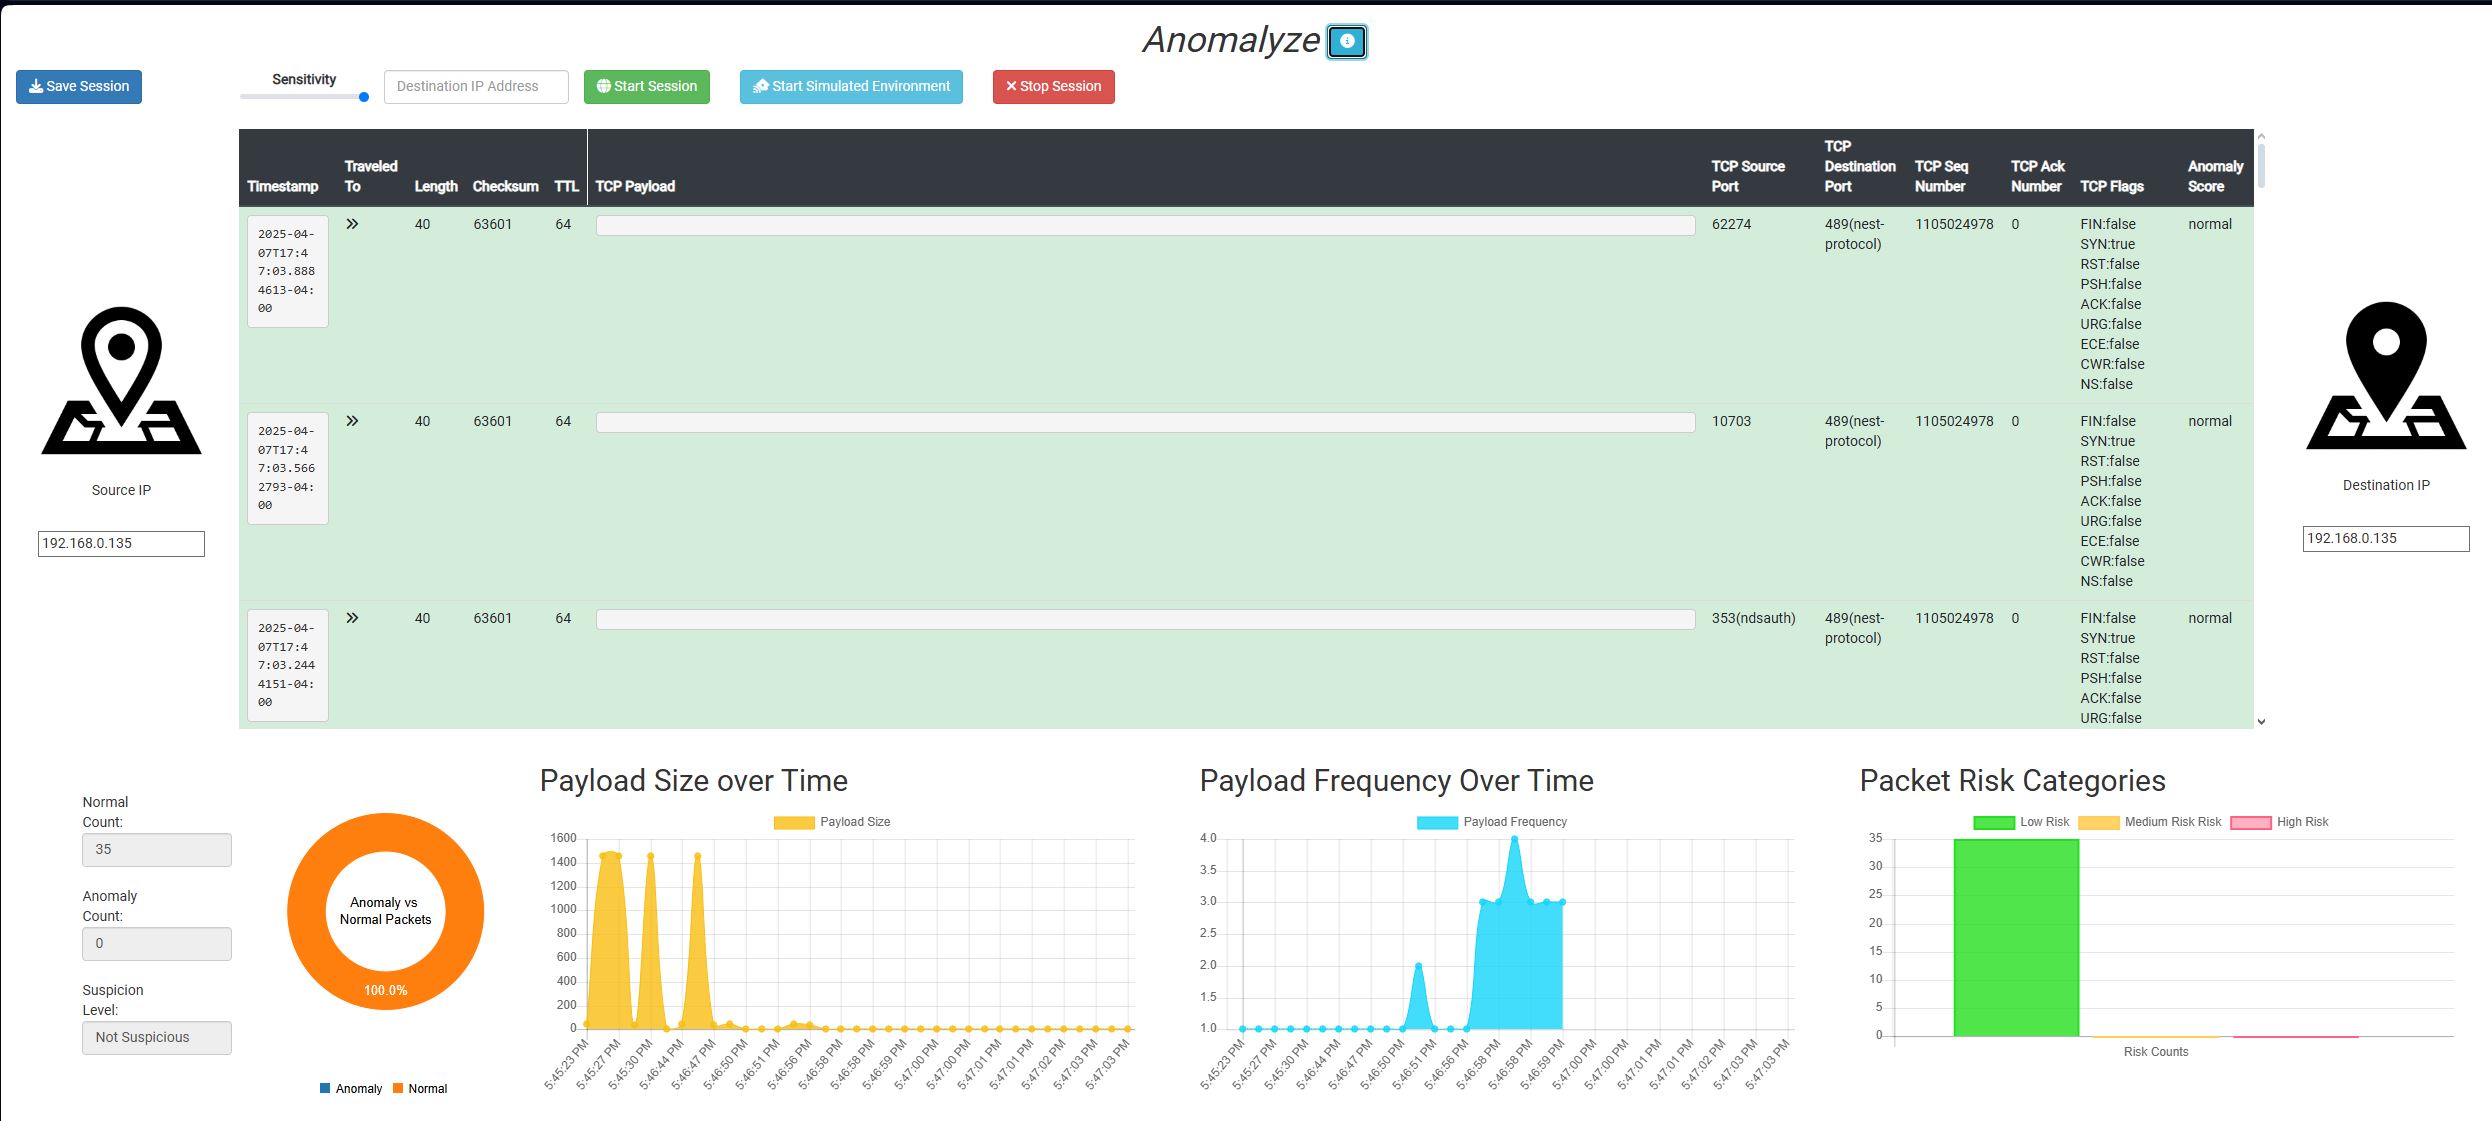 Anomalyze
Save Session
Sensitivity
Destination IP Address
Start Session
Start Simulated Environment
Stop Session
Timestamp
Traveled
To
Length
Checksum
TTL
TCP Payload
TCP Source
Port
TCP
Destination
Port
TCP Seq
Number
TCP Ack
Number
TCP Flags
Anomaly
Score
2025-04-
07T17:4
7:03.888
4613-04:
00
40
63601
64
62274
489(nest-
protocol)
1105024978
0
FIN:false
SYN:true
RST:false
PSH:false
ACK:false
URG:false
ECE:false
CWR:false
NS:false
normal
2025-04-
07T17:4
7:03.566
2793-04:
00
40
63601
64
10703
489(nest-
protocol)
1105024978
0
FIN:false
SYN:true
RST:false
PSH:false
ACK:false
URG:false
ECE:false
CWR:false
NS:false
normal
2025-04-
07T17:4
7:03.244
4151-04:
00
40
63601
64
353(ndsauth)
489(nest-
protocol)
1105024978
0
FIN:false
SYN:true
RST:false
PSH:false
ACK:false
URG:false
normal
Source IP
192.168.0.135
Destination IP
192.168.0.135
Normal
Count:
35
Anomaly
Count:
0
Suspicion
Level:
Not Suspicious
Anomaly vs
Normal Packets
100.0%
Anomaly
Normal
Payload Size over Time
Payload Size
1600
1400
1200
1000
800
600
400
200
0
5:45:23 PM
5:45:27 PM
5:45:30 PM
5:46:44 PM
5:46:47 PM
5:46:50 PM
5:46:51 PM
5:46:56 PM
5:46:58 PM
5:46:58 PM
5:46:59 PM
5:47:00 PM
5:47:00 PM
5:47:01 PM
5:47:01 PM
5:47:02 PM
5:47:03 PM
5:47:03 PM
Payload Frequency Over Time
Payload Frequency
4.0
3.5
3.0
2.5
2.0
1.5
1.0
5:45:23 PM
5:45:27 PM
5:45:30 PM
5:46:44 PM
5:46:47 PM
5:46:50 PM
5:46:51 PM
5:46:56 PM
5:46:58 PM
5:46:58 PM
5:46:59 PM
5:47:00 PM
5:47:00 PM
5:47:01 PM
5:47:01 PM
5:47:02 PM
5:47:03 PM
5:47:03 PM
Packet Risk Categories
Low Risk
Medium Risk Risk
High Risk
35
30
25
20
15
10
5
0
Risk Counts